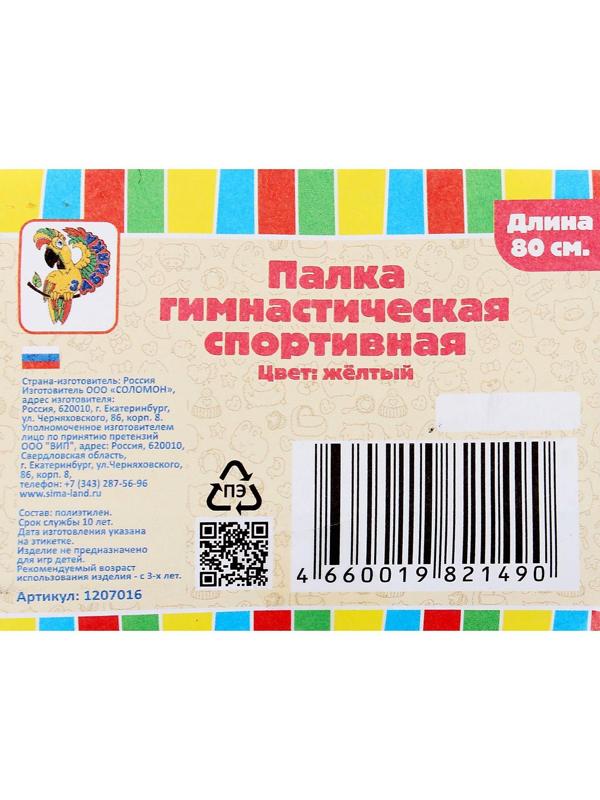 Длина
80 см.
ЗАБИЯКА
Палка
гимнастическая
спортивная
Цвет: жёлтый
Страна-изготовитель: Россия
Изготовитель ООО «СОЛОМОН»,
адрес изготовителя:
Россия, 620010, г. Екатеринбург,
ул. Черняховского, 86, корп. 8.
Уполномоченное изготовителем
лицо по принятию претензий
ООО "ВИП", адрес: Россия, 620010,
Свердловская область,
г. Екатеринбург, ул.Черняховского,
86, корп. 8,
телефон: +7 (343) 287-56-96
www.sima-land.ru
Состав: полиэтилен.
Срок службы 10 лет.
Дата изготовления указана
на этикетке.
Изделие не предназначено
для игр детей.
Рекомендуемый возраст
использования изделия - с 3-х лет.
Артикул: 1207016
ПЭ
4 660019 821490